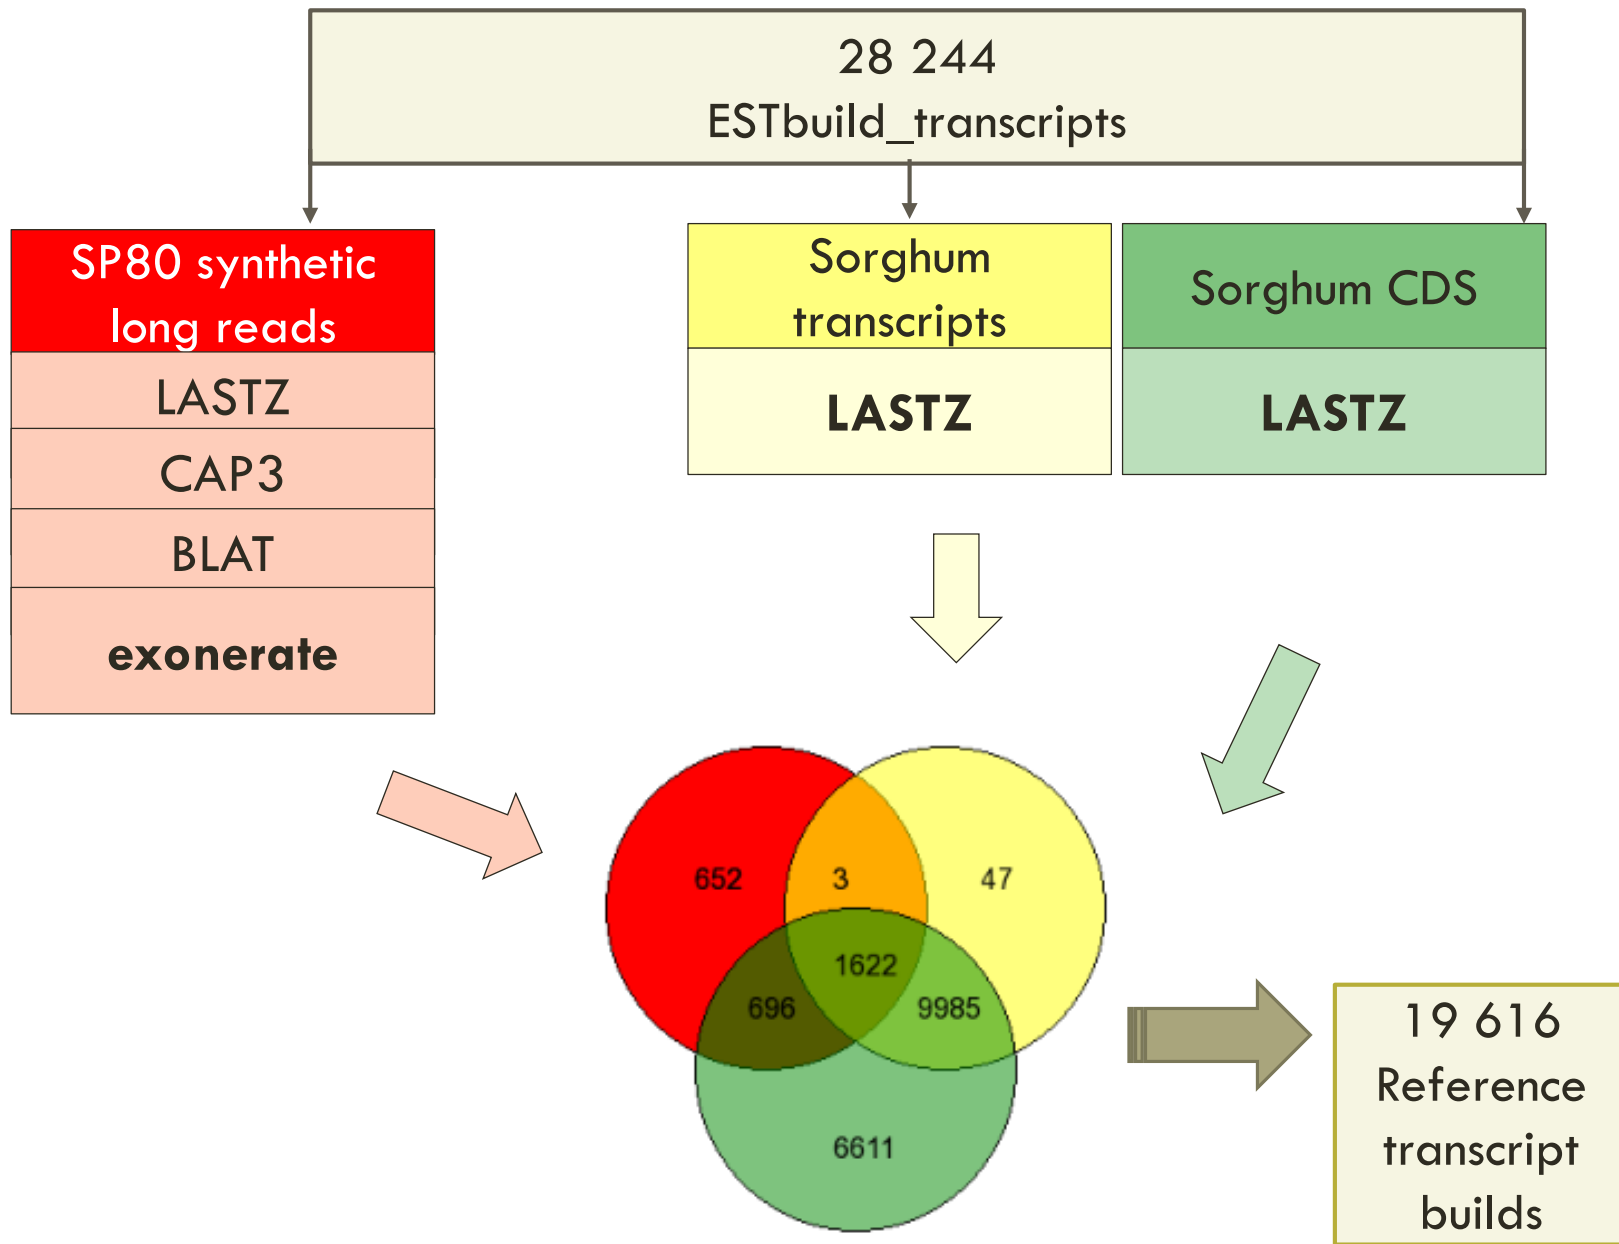 28 244
ESTbuild_transcripts
SP80 synthetic
long reads
LASTZ
CAP3
BLAT
exonerate
Sorghum
transcripts
LASTZ
Sorghum CDS
LASTZ
652
3
47
1622
696
9985
6611
19 616
Reference
transcript
builds